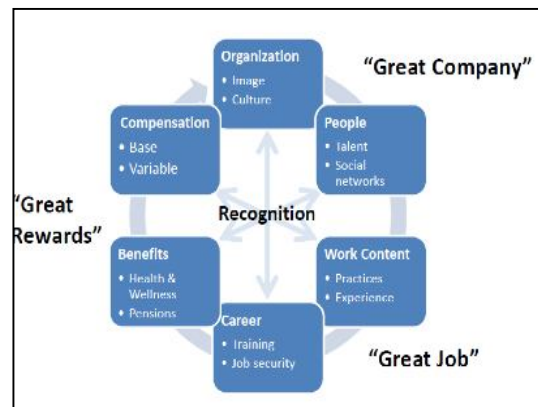 Organization
• Image
• Culture
“Great Company”
People
• Talent
• Social
networks
Work Content
• Practices
• Experience
“Great Job”
Career
• Training
• Job security
Benefits
• Health &
Wellness
• Pensions
“Great
Rewards”
Compensation
• Base
• Variable
Recognition